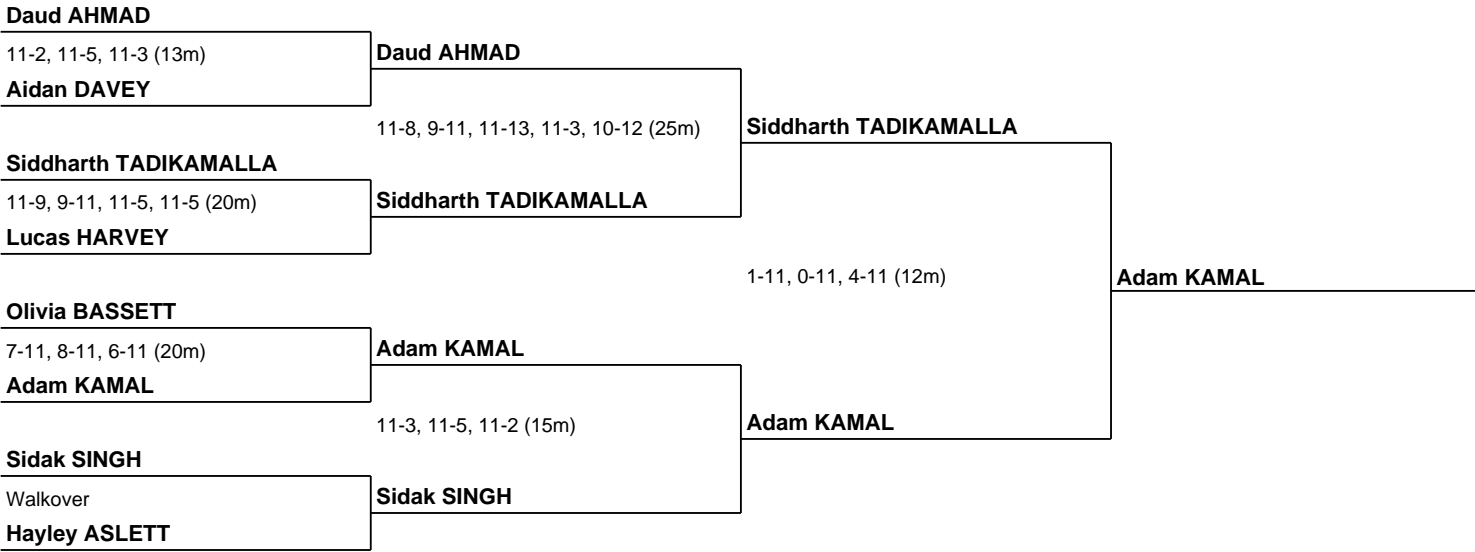 Daud AHMAD
11-2, 11-5, 11-3 (13m)
Aidan DAVEY
Siddharth TADIKAMALLA
11-9, 9-11, 11-5, 11-5 (20m)
Lucas HARVEY
Olivia BASSETT
7-11, 8-11, 6-11 (20m)
Adam KAMAL
Sidak SINGH
Walkover
Hayley ASLETT
Daud AHMAD
11-8, 9-11, 11-13, 11-3, 10-12 (25m)
Siddharth TADIKAMALLA
Adam KAMAL
11-3, 11-5, 11-2 (15m)
Sidak SINGH
Siddharth TADIKAMALLA
1-11, 0-11, 4-11 (12m)
Adam KAMAL
Adam KAMAL